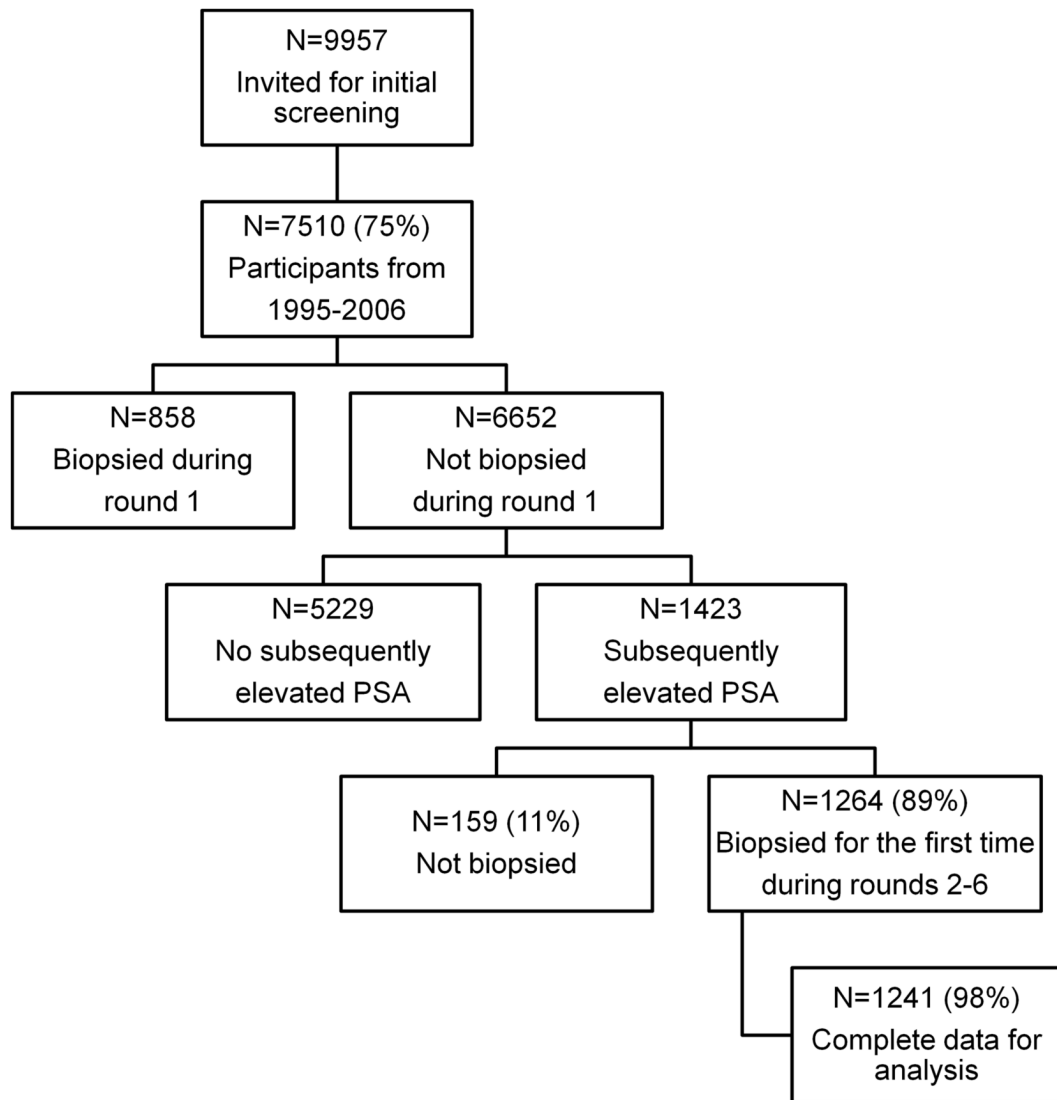 N=9957
Invited for initial
screening
N=7510 (75%)
Participants from
1995-2006
N=858
Biopsied during
round 1
N=6652
Not biopsied
during round 1
N=5229
No subsequently
elevated PSA
N=1423
Subsequently
elevated PSA
N=159 (11%)
Not biopsied
N=1264 (89%)
Biopsied for the first time
during rounds 2-6
N=1241 (98%)
Complete data for
analysis